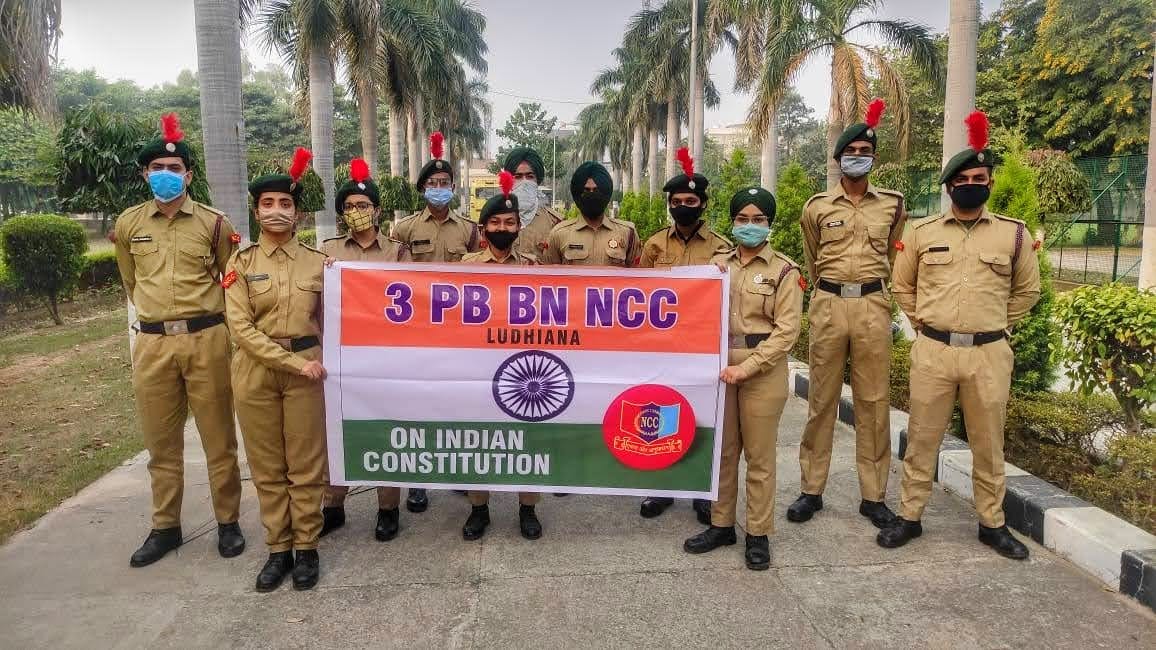 3 PB BN NCC
LUDHIANA
NCC
ON INDIAN
CONSTITUTION